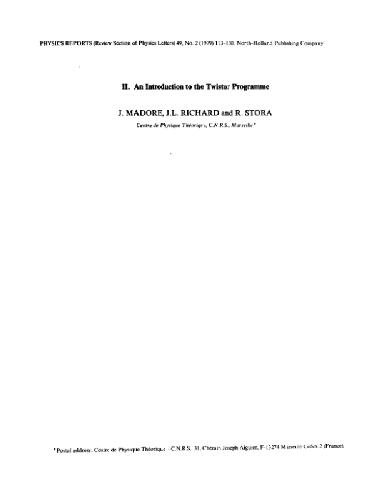 PHYSICS REPORTS (Review Section of Physics Letters) 49, No. 2 (1979) 113–130. North-Holland Publishing Company
II. An Introduction to the Twistor Programme
J. MADORE, J.L. RICHARD and R. STORA
Centre de Physique Théorique, C.N.R.S., Marseille*
* Postal address: Centre de Physique Théorique - C.N.R.S. 31, Chemin Joseph Aiguier, F-13274 Marseille Cedex 2 (France).